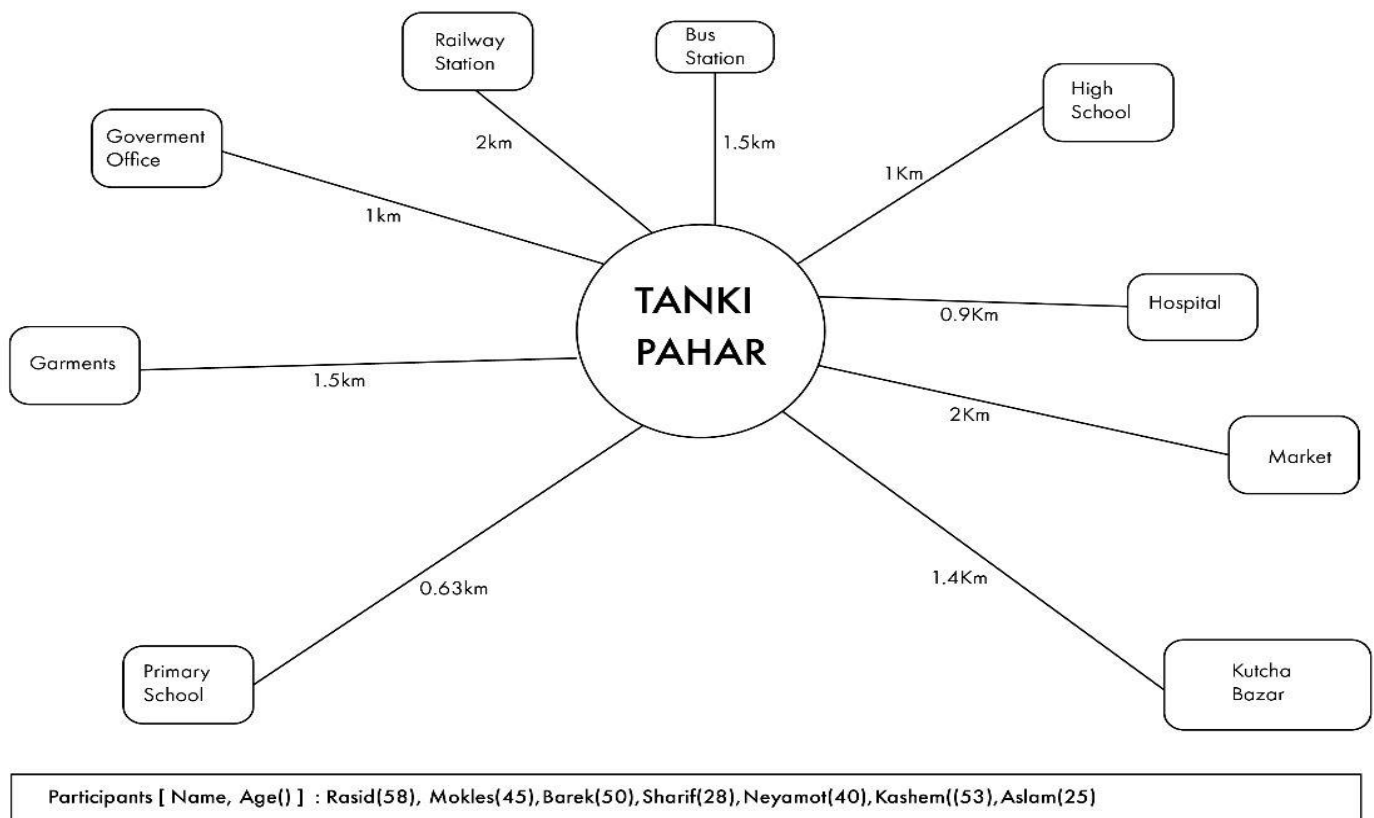 Railway
Station
Bus
Station
High
School
Goverment
Office
2km
1.5km
1Km
1km
TANKI
PAHAR
Hospital
0.9Km
Garments
1.5km
2Km
Market
0.63km
1.4Km
Primary
School
Kutcha
Bazar
Participants [ Name, Age() ] : Rasid(58), Mokles(45),Barek(50),Sharif(28),Neyamot(40),Kashem((53),Aslam(25)